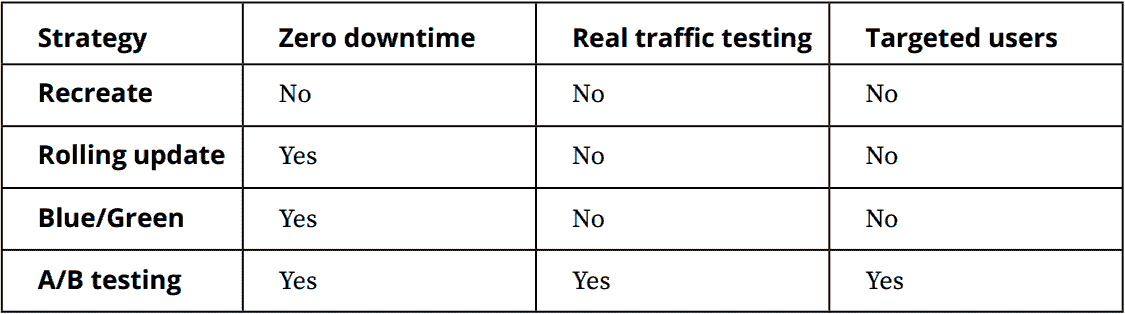 Strategy Zero downtime Real traffic testing Targeted users
Recreate No No No
Rolling update Yes No No
Blue/Green Yes No No
A/B testing Yes Yes Yes